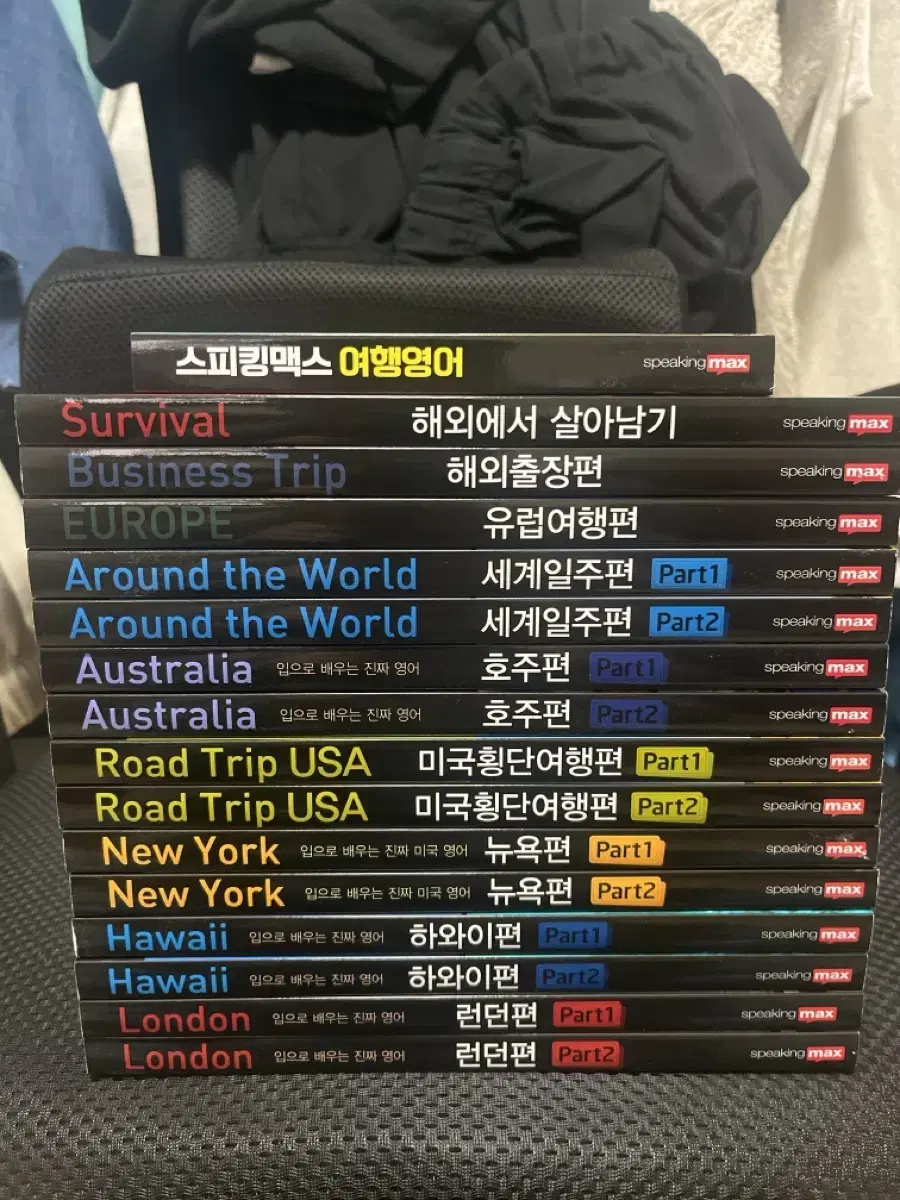 스피킹맥스 여행영어 speaking max
Survival 해외에서 살아남기 speaking max
Business Trip 해외출장편 speaking max
EUROPE 유럽여행편 speaking max
Around the World 세계일주편 Part1 speaking max
Around the World 세계일주편 Part2 speaking max
Australia 입으로 배우는 진짜 영어 호주편 Part1 speaking max
Australia 입으로 배우는 진짜 영어 호주편 Part2 speaking max
Road Trip USA 미국횡단여행편 Part1 speaking max
Road Trip USA 미국횡단여행편 Part2 speaking max
New York 입으로 배우는 진짜 미국 영어 뉴욕편 Part1 speaking max
New York 입으로 배우는 진짜 미국 영어 뉴욕편 Part2 speaking max
Hawaii 입으로 배우는 진짜 영어 하와이편 Part1 speaking max
Hawaii 입으로 배우는 진짜 영어 하와이편 Part2 speaking max
London 입으로 배우는 진짜 영어 런던편 Part1 speaking max
London 입으로 배우는 진짜 영어 런던편 Part2 speaking max